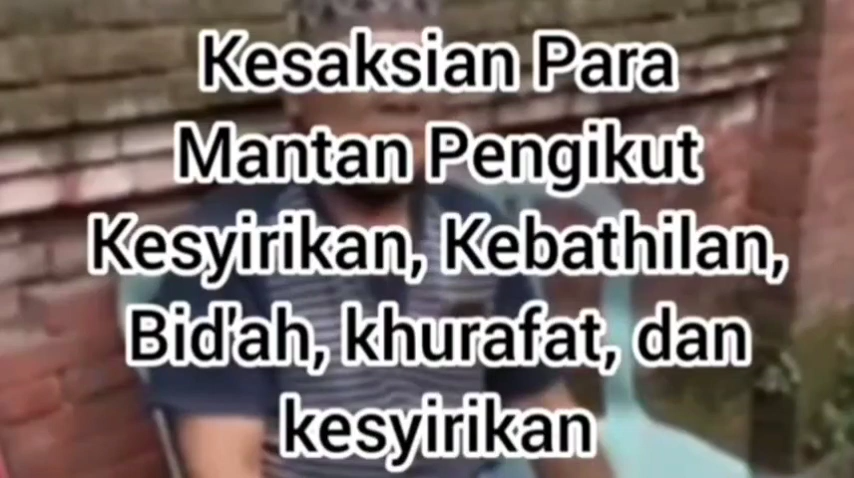 Kesaksian Para
Mantan Pengikut
Kesyirikan, Kebathilan,
Bid'ah, khurafat, dan
kesyirikan